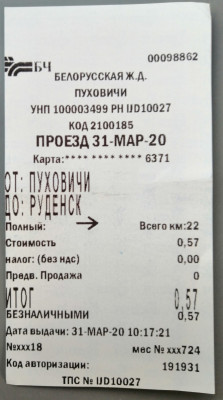 БЧ
00098862
БЕЛОРУССКАЯ Ж.Д.
ПУХОВИЧИ
УНП 100003499 РН IJD10027
КОД 2100185
ПРОЕЗД 31-МАР-20
Карта:**** **** **** 6371
ОТ: ПУХОВИЧИ
ДО: РУДЕНСК
Полный: Всего км:22
Стоимость 0,57
налог: (без ндс) 0,00
Предв. Продажа 0
ИТОГ 0,57
БЕЗНАЛИЧНЫМИ 0,57
Дата выдачи: 31-МАР-20 10:17:21
№xxx18 мес № xxx724
Код авторизации: 191931
ТПС № IJD10027